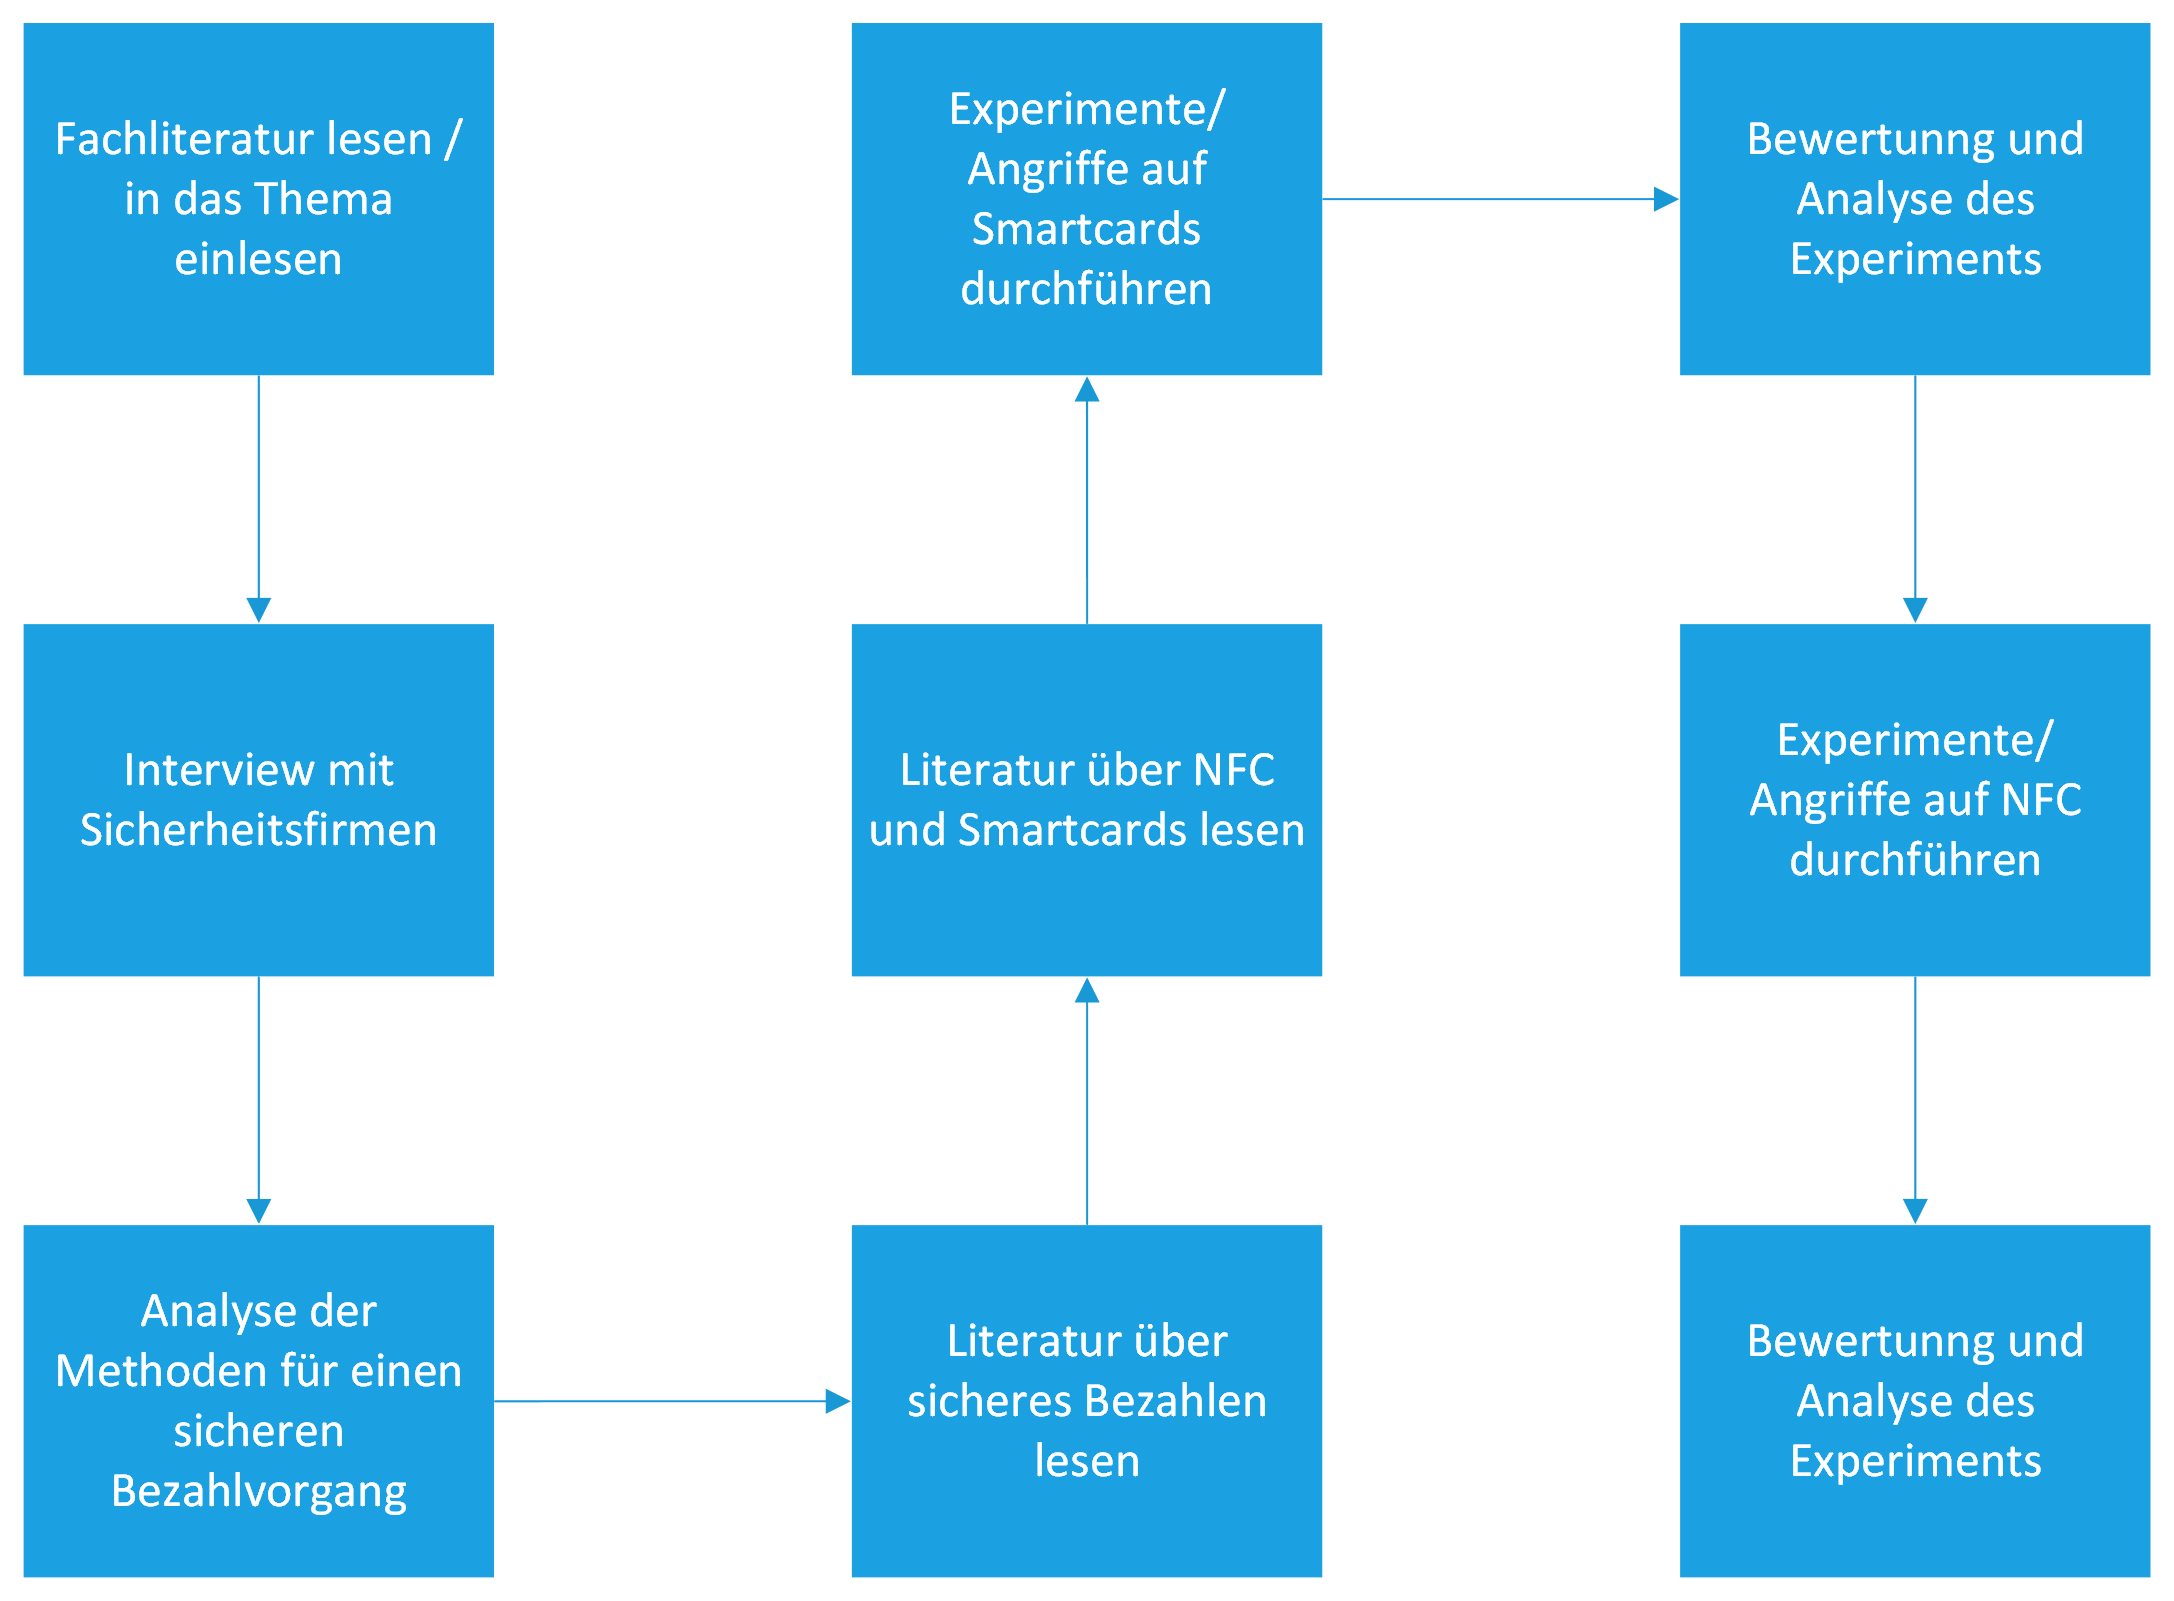 Fachliteratur lesen /
in das Thema
einlesen
Interview mit
Sicherheitsfirmen
Analyse der
Methoden für einen
sicheren
Bezahlvorgang
Literatur über
sicheres Bezahlen
lesen
Literatur über NFC
und Smartcards lesen
Experimente/
Angriffe auf
Smartcards
durchführen
Bewertunng und
Analyse des
Experiments
Experimente/
Angriffe auf NFC
durchführen
Bewertunng und
Analyse des
Experiments